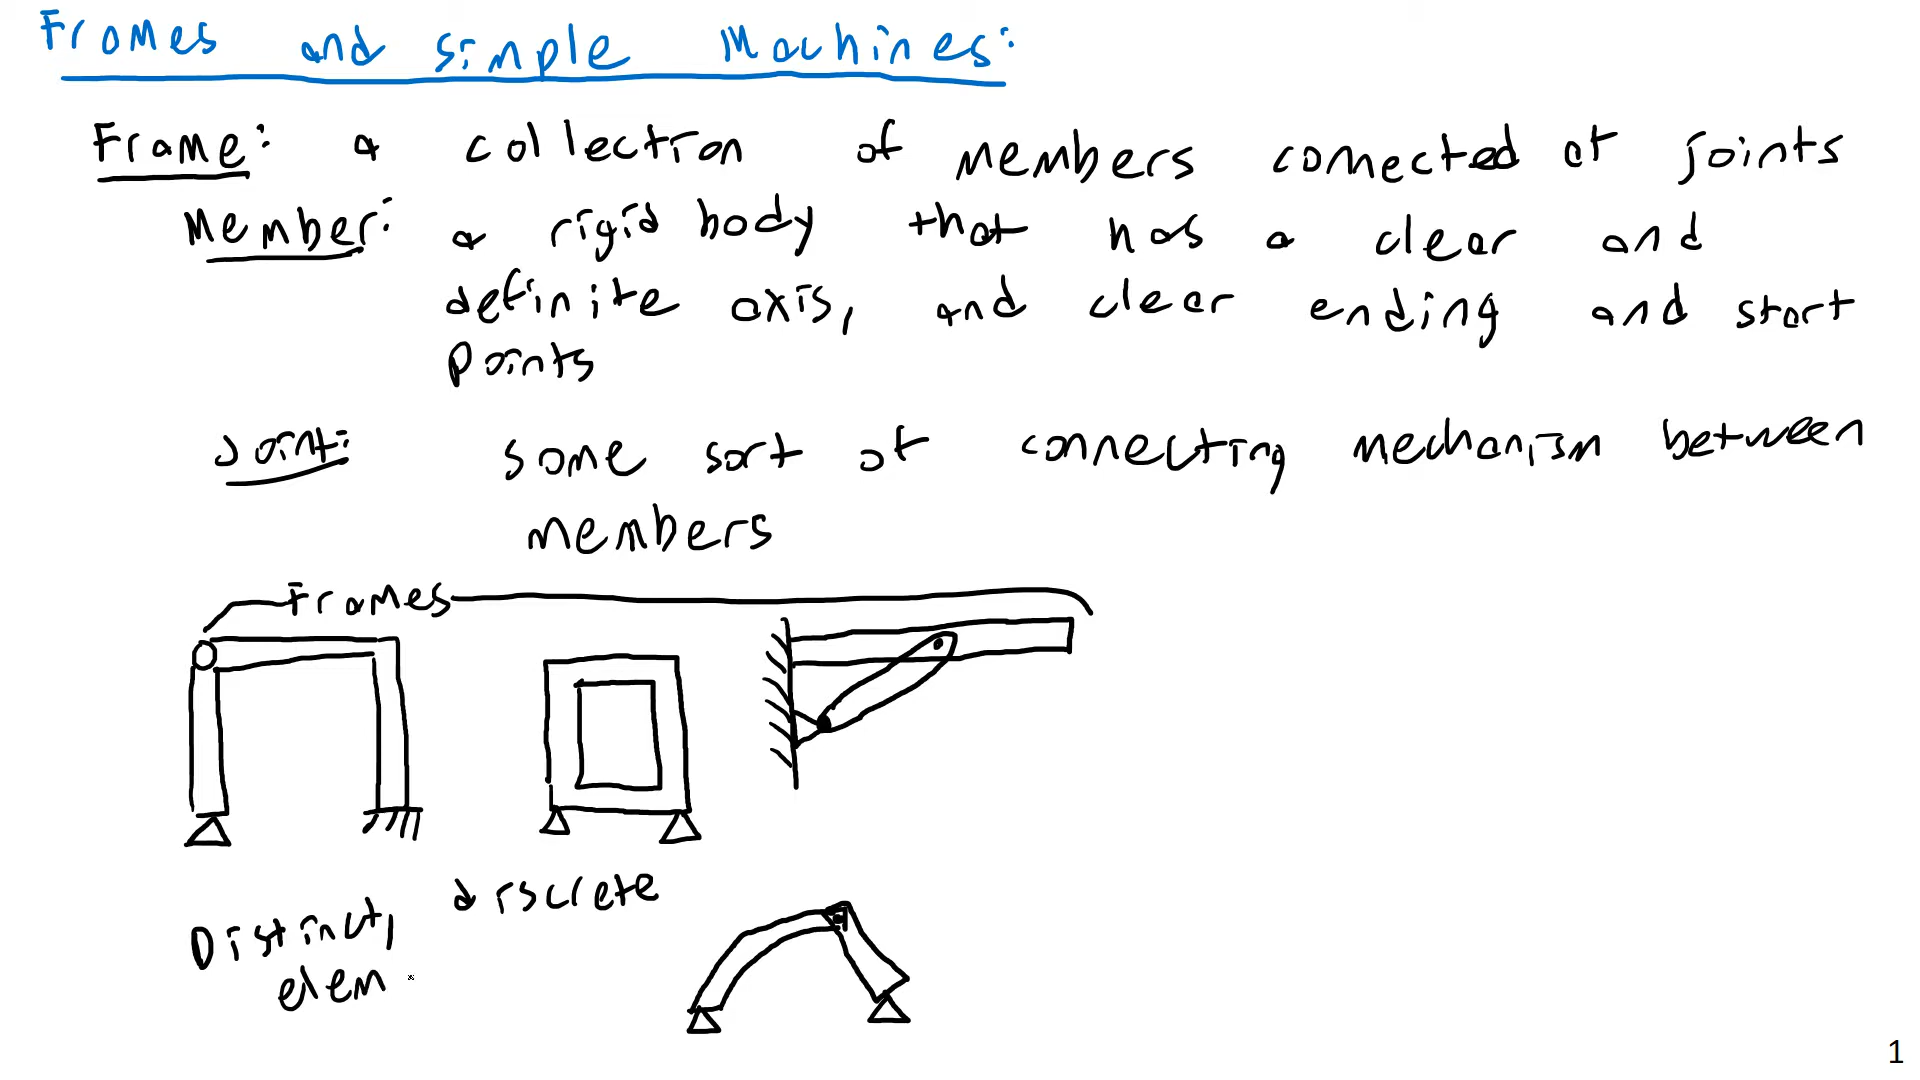 Frames and simple Machines:
Frame: a collection of members connected at joints
Member: a rigid body that has a clear and
definite axis, and clear ending and start
points
Joint: some sort of connecting mechanism between
members
Frames
Distinct, discrete
elem
1